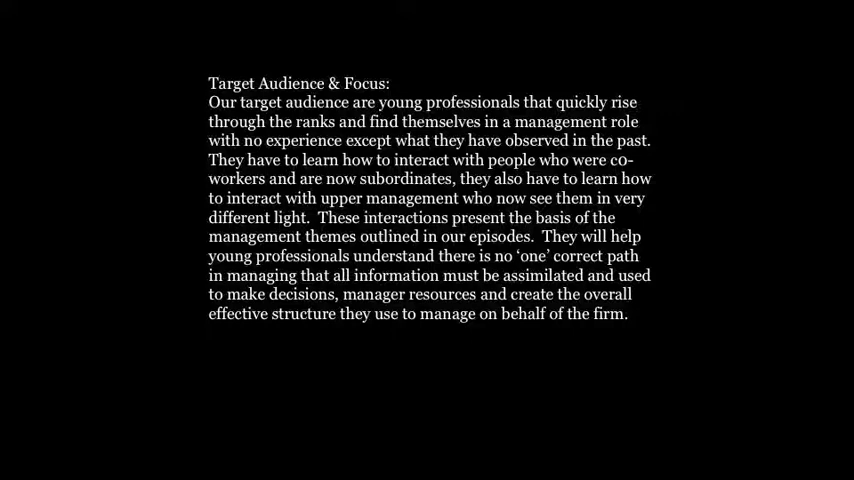 Target Audience & Focus:
Our target audience are young professionals that quickly rise
through the ranks and find themselves in a management role
with no experience except what they have observed in the past.
They have to learn how to interact with people who were co-
workers and are now subordinates, they also have to learn how
to interact with upper management who now see them in very
different light.  These interactions present the basis of the
management themes outlined in our episodes.  They will help
young professionals understand there is no ‘one’ correct path
in managing that all information must be assimilated and used
to make decisions, manager resources and create the overall
effective structure they use to manage on behalf of the firm.